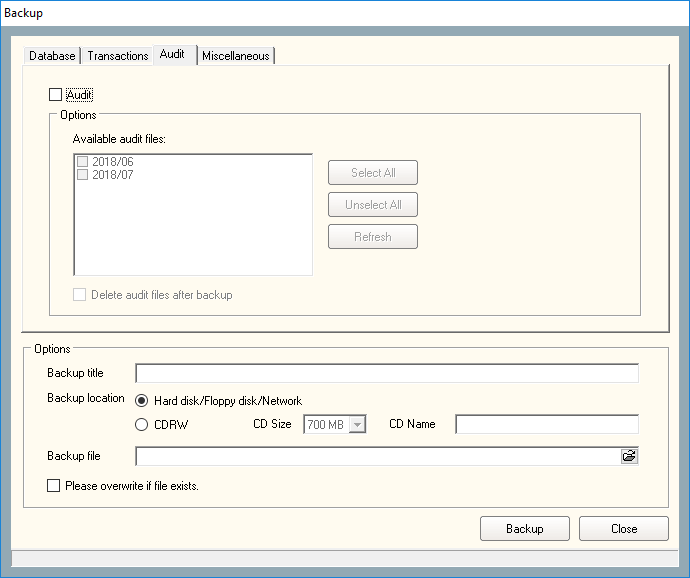 Backup
Database Transactions Audit Miscellaneous
Audit
Options
Available audit files:
2018/06
2018/07
Select All
Unselect All
Refresh
Delete audit files after backup
Options
Backup title
Backup location Hard disk/Floppy disk/Network
CDRW CD Size 700 MB CD Name
Backup file
Please overwrite if file exists.
Backup Close